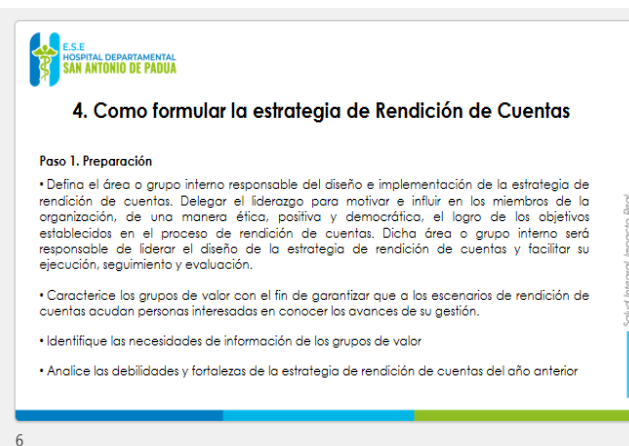 E.S.E
HOSPITAL DEPARTAMENTAL
SAN ANTONIO DE PADUA
4. Como formular la estrategia de Rendición de Cuentas
Paso 1. Preparación
• Defina el área o grupo interno responsable del diseño e implementación de la estrategia de
rendición de cuentas. Delegar el liderazgo para motivar e influir en los miembros de la
organización, de una manera ética, positiva y democrática, el logro de los objetivos
establecidos en el proceso de rendición de cuentas. Dicha área o grupo interno será
responsable de liderar el diseño de la estrategia de rendición de cuentas y facilitar su
ejecución, seguimiento y evaluación.
• Caracterice los grupos de valor con el fin de garantizar que a los escenarios de rendición de
cuentas acudan personas interesadas en conocer los avances de su gestión.
• Identifique las necesidades de información de los grupos de valor
• Analice las debilidades y fortalezas de la estrategia de rendición de cuentas del año anterior
Salud Integral Impacto Real
6